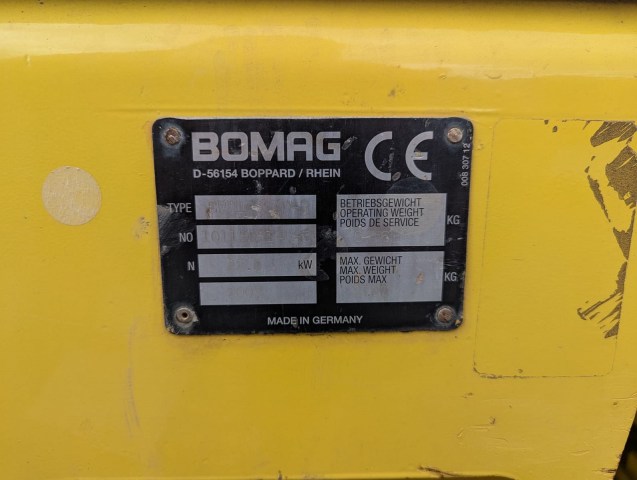 BOMAG CE
D-56154 BOPPARD / RHEIN
008 307 12
TYPE
BETRIEBSGEWICHT
OPERATING WEIGHT
POIDS DE SERVICE
KG
NO
N
kW
MAX. GEWICHT
MAX. WEIGHT
POIDS MAX
KG
MADE IN GERMANY